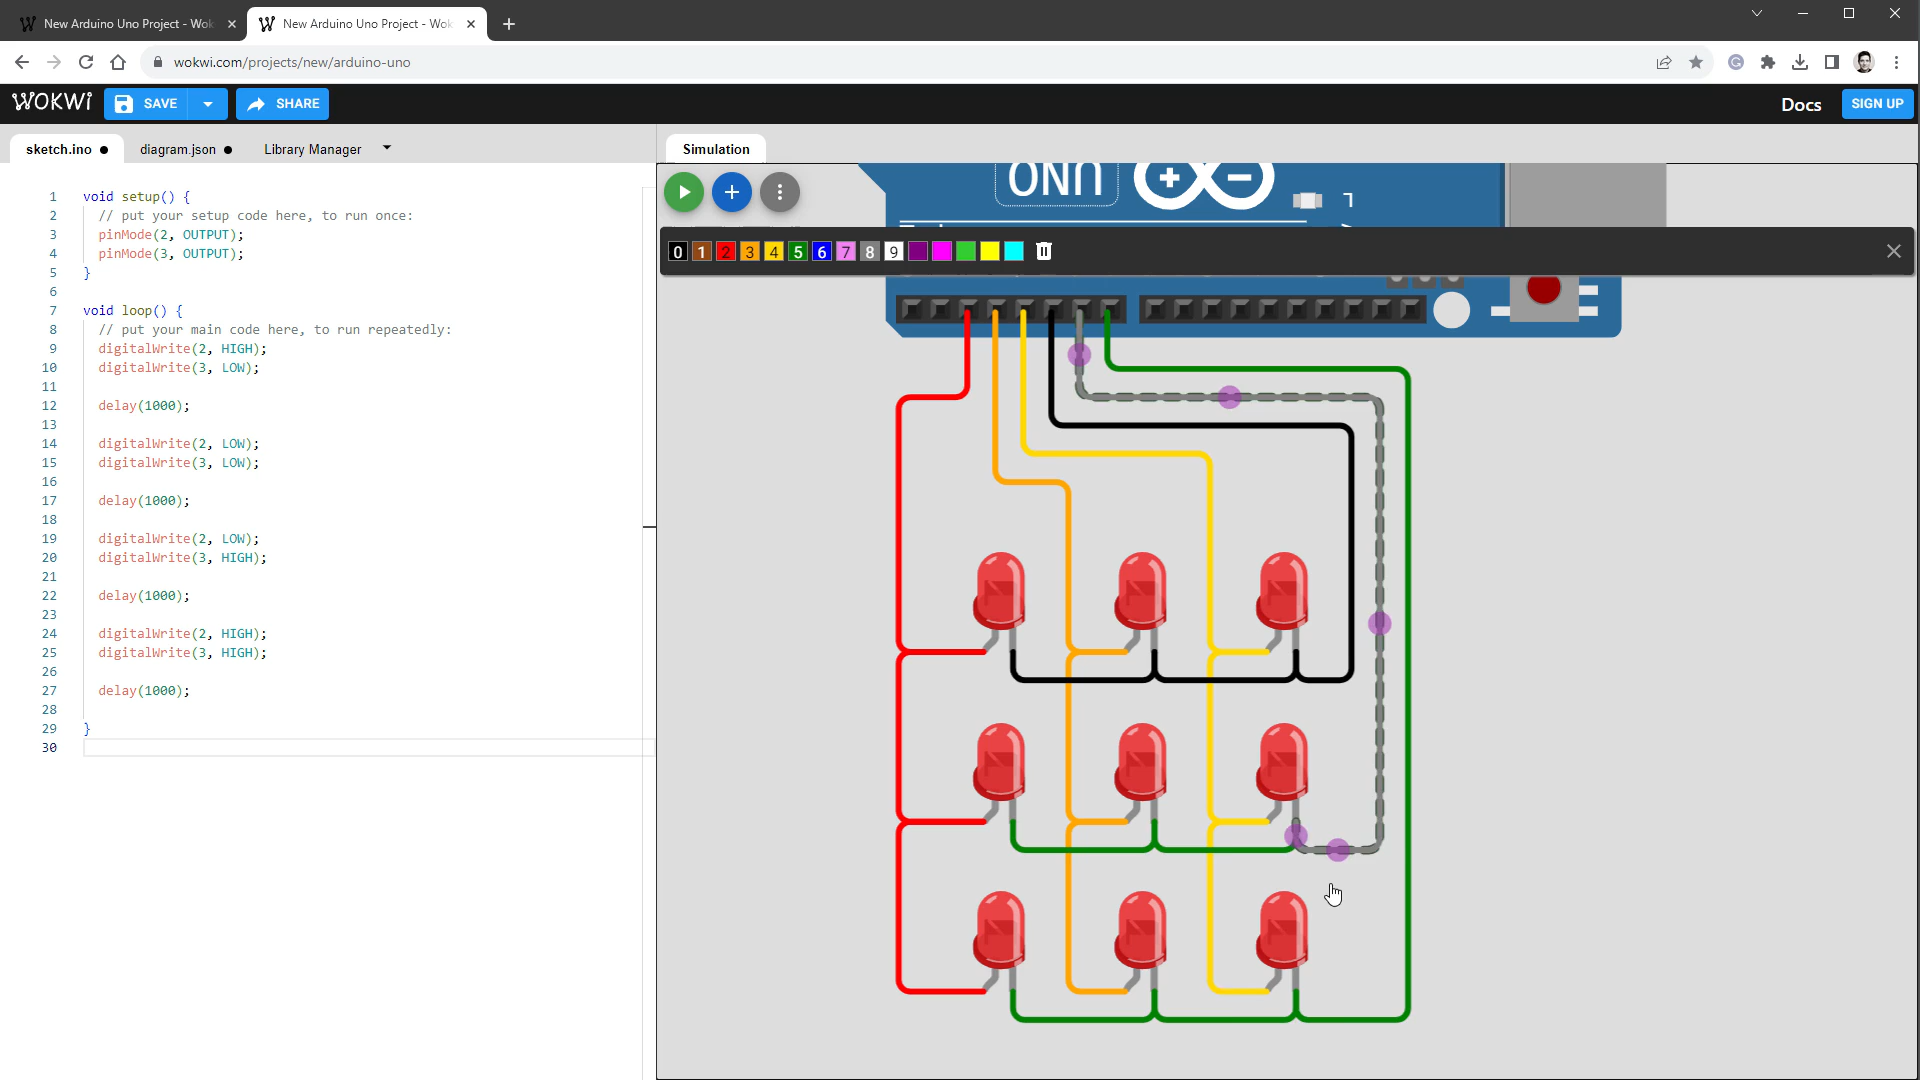 New Arduino Uno Project - Wok
New Arduino Uno Project - Wok
wokwi.com/projects/new/arduino-uno
WOKWI
SAVE
SHARE
Docs
SIGN UP
sketch.ino
diagram.json
Library Manager
Simulation
UNO
L
0 1 2 3 4 5 6 7 8 9
1 void setup() {
2 // put your setup code here, to run once:
3 pinMode(2, OUTPUT);
4 pinMode(3, OUTPUT);
5 }
6
7 void loop() {
8 // put your main code here, to run repeatedly:
9 digitalWrite(2, HIGH);
10 digitalWrite(3, LOW);
11
12 delay(1000);
13
14 digitalWrite(2, LOW);
15 digitalWrite(3, LOW);
16
17 delay(1000);
18
19 digitalWrite(2, LOW);
20 digitalWrite(3, HIGH);
21
22 delay(1000);
23
24 digitalWrite(2, HIGH);
25 digitalWrite(3, HIGH);
26
27 delay(1000);
28
29 }
30